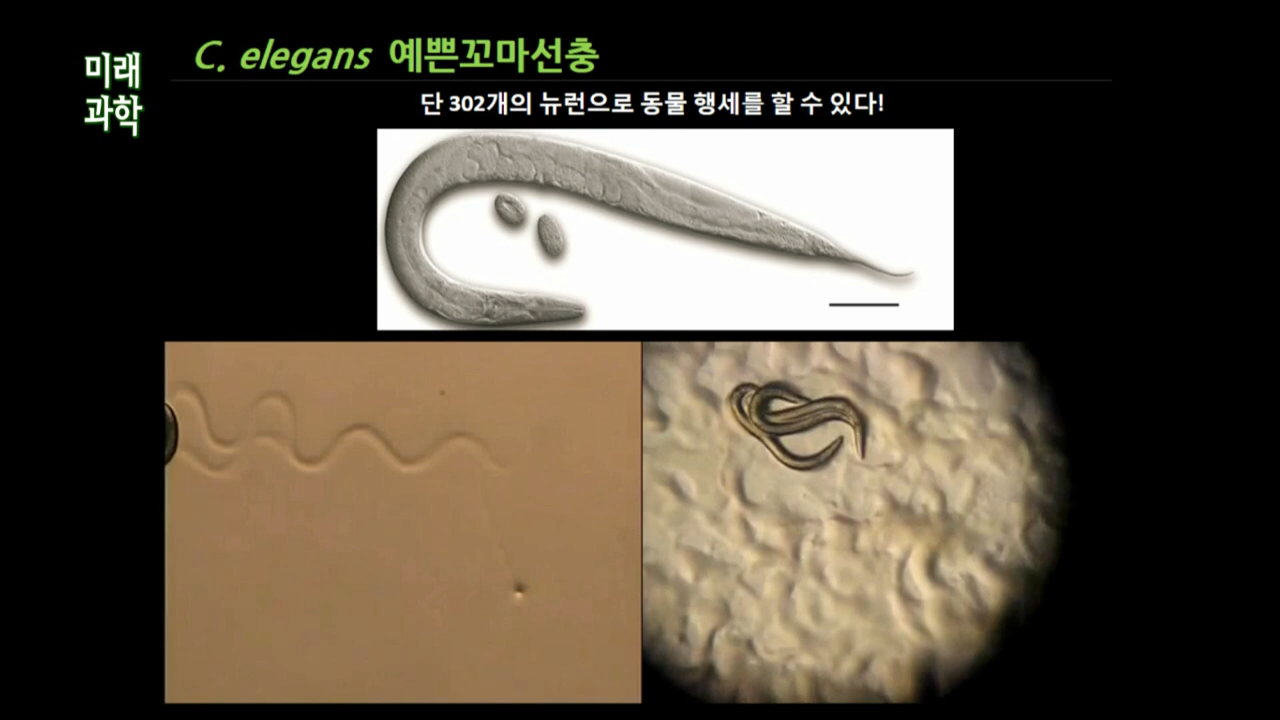 미래
과학
C. elegans 예쁜꼬마선충
단 302개의 뉴런으로 동물 행세를 할 수 있다!